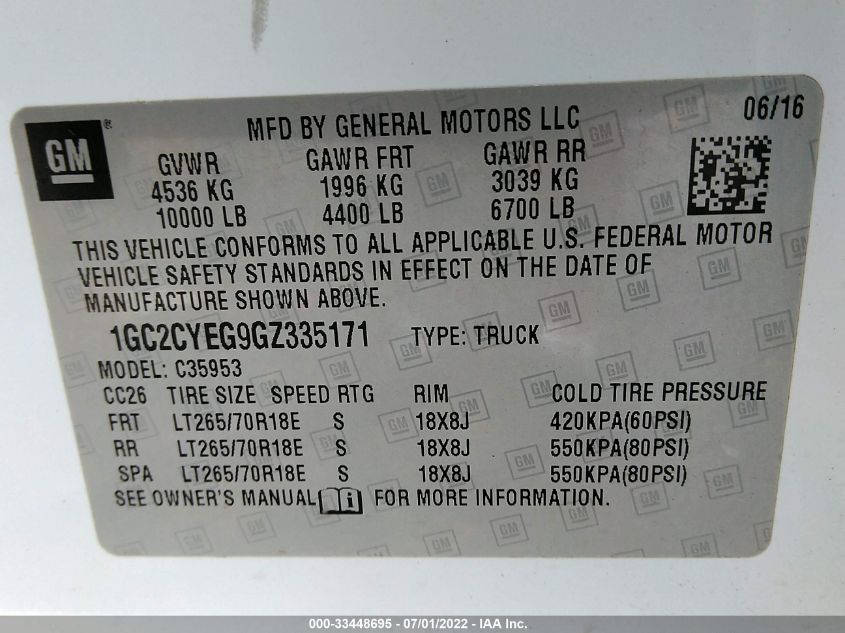 GM
MFD BY GENERAL MOTORS LLC
06/16
GVWR GAWR FRT GAWR RR
4536 KG 1996 KG 3039 KG
10000 LB 4400 LB 6700 LB
THIS VEHICLE CONFORMS TO ALL APPLICABLE U.S. FEDERAL MOTOR
VEHICLE SAFETY STANDARDS IN EFFECT ON THE DATE OF
MANUFACTURE SHOWN ABOVE.
1GC2CYEG9GZ335171 TYPE: TRUCK
MODEL: C35953
CC26 TIRE SIZE SPEED RTG RIM COLD TIRE PRESSURE
FRT LT265/70R18E S 18X8J 420KPA(60PSI)
RR LT265/70R18E S 18X8J 550KPA(80PSI)
SPA LT265/70R18E S 18X8J 550KPA(80PSI)
SEE OWNER'S MANUAL i FOR MORE INFORMATION.
000-33448695 - 07/01/2022 - IAA Inc.